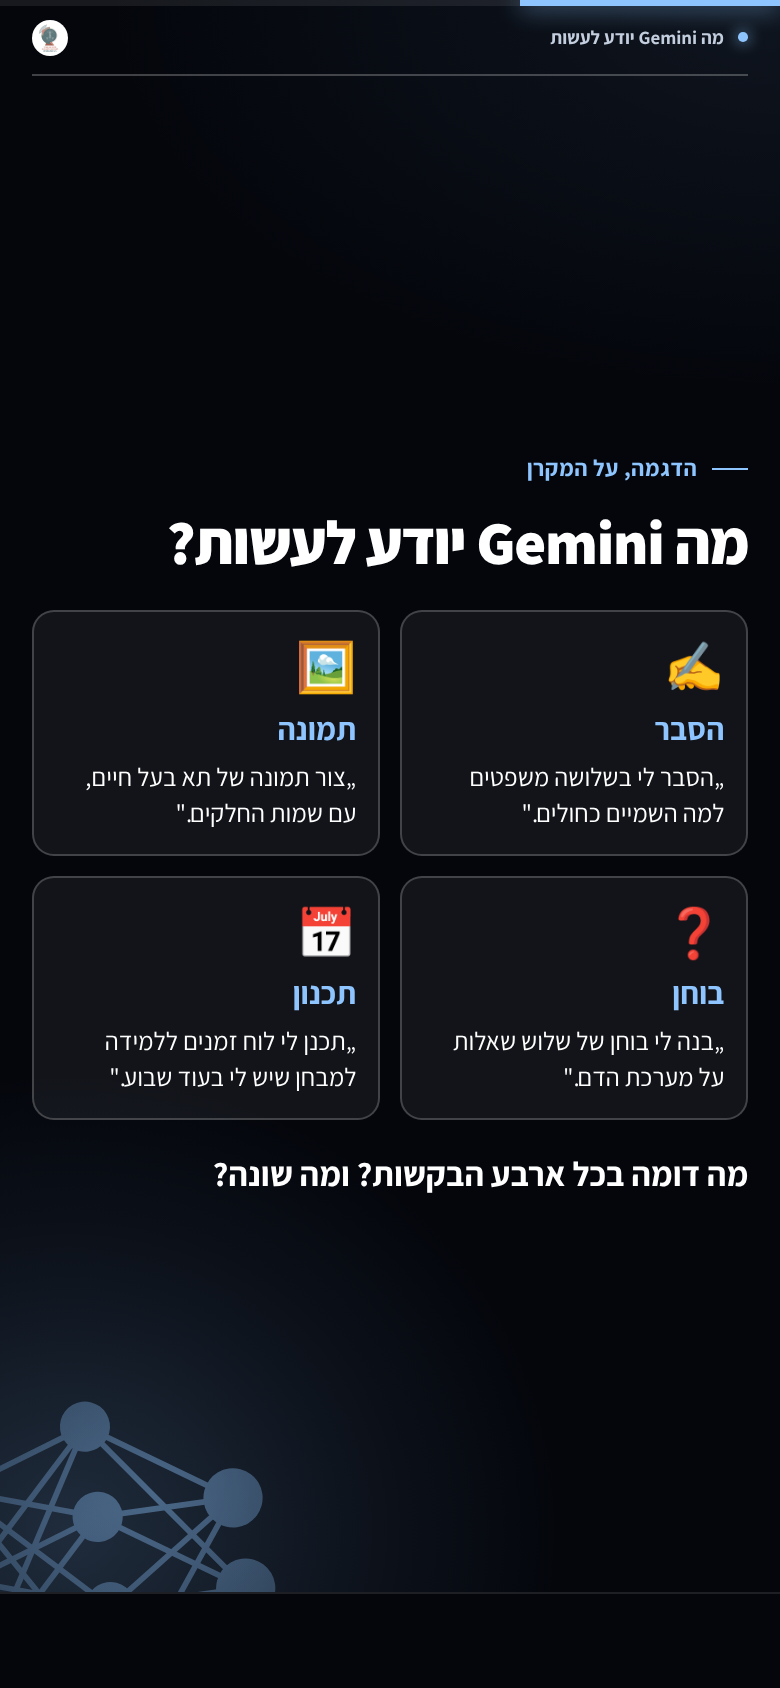 מה Gemini יודע לעשות
הדגמה, על המקרן
מה Gemini יודע לעשות?
הסבר
„הסבר לי בשלושה משפטים
למה השמיים כחולים."
תמונה
„צור תמונה של תא בעל חיים,
עם שמות החלקים."
בוחן
„בנה לי בוחן של שלוש שאלות
על מערכת הדם."
July
17
תכנון
„תכנן לי לוח זמנים ללמידה
למבחן שיש לי בעוד שבוע."
מה דומה בכל ארבע הבקשות? ומה שונה?